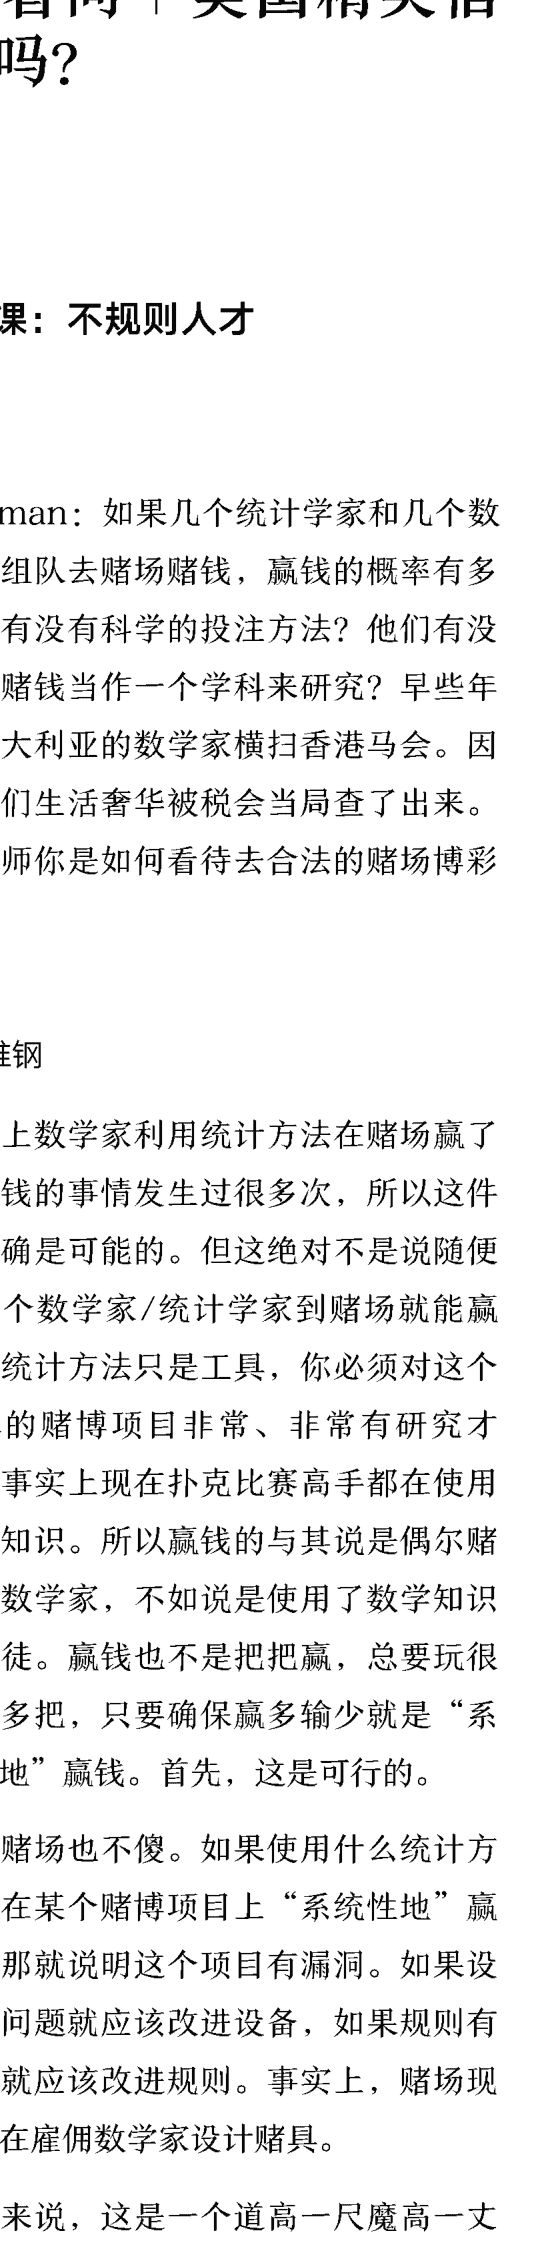 看问｜美国精英信
吗？
课：不规则人才
man：如果几个统计学家和几个数
组队去赌场赌钱，赢钱的概率有多
有没有科学的投注方法？他们有没
赌钱当作一个学科来研究？早些年
大利亚的数学家横扫香港马会。因
们生活奢华被税会当局查了出来。
师你是如何看待去合法的赌场博彩
维钢
上数学家利用统计方法在赌场赢了
钱的事情发生过很多次，所以这件
确是可能的。但这绝对不是说随便
个数学家/统计学家到赌场就能赢
统计方法只是工具，你必须对这个
的赌博项目非常、非常有研究才
事实上现在扑克比赛高手都在使用
知识。所以赢钱的与其说是偶尔赌
数学家，不如说是使用了数学知识
徒。赢钱也不是把把赢，总要玩很
多把，只要确保赢多输少就是“系
地”赢钱。首先，这是可行的。
赌场也不傻。如果使用什么统计方
在某个赌博项目上“系统性地”赢
那就说明这个项目有漏洞。如果设
问题就应该改进设备，如果规则有
就应该改进规则。事实上，赌场现
在雇佣数学家设计赌具。
来说，这是一个道高一尺魔高一丈